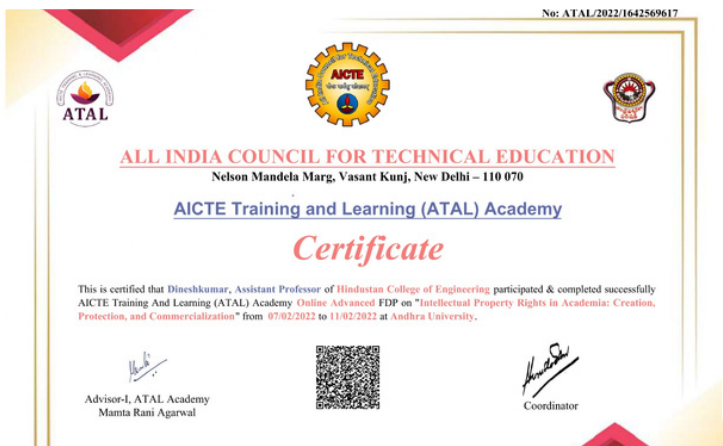 No: ATAL/2022/1642569617
ATAL
AICTE
ALL INDIA COUNCIL FOR TECHNICAL EDUCATION
Nelson Mandela Marg, Vasant Kunj, New Delhi – 110 070
AICTE Training and Learning (ATAL) Academy
Certificate
This is certified that Dineshkumar, Assistant Professor of Hindustan College of Engineering participated & completed successfully
AICTE Training And Learning (ATAL) Academy Online Advanced FDP on "Intellectual Property Rights in Academia: Creation,
Protection, and Commercialization" from 07/02/2022 to 11/02/2022 at Andhra University.
Advisor-I, ATAL Academy
Mamta Rani Agarwal
Coordinator